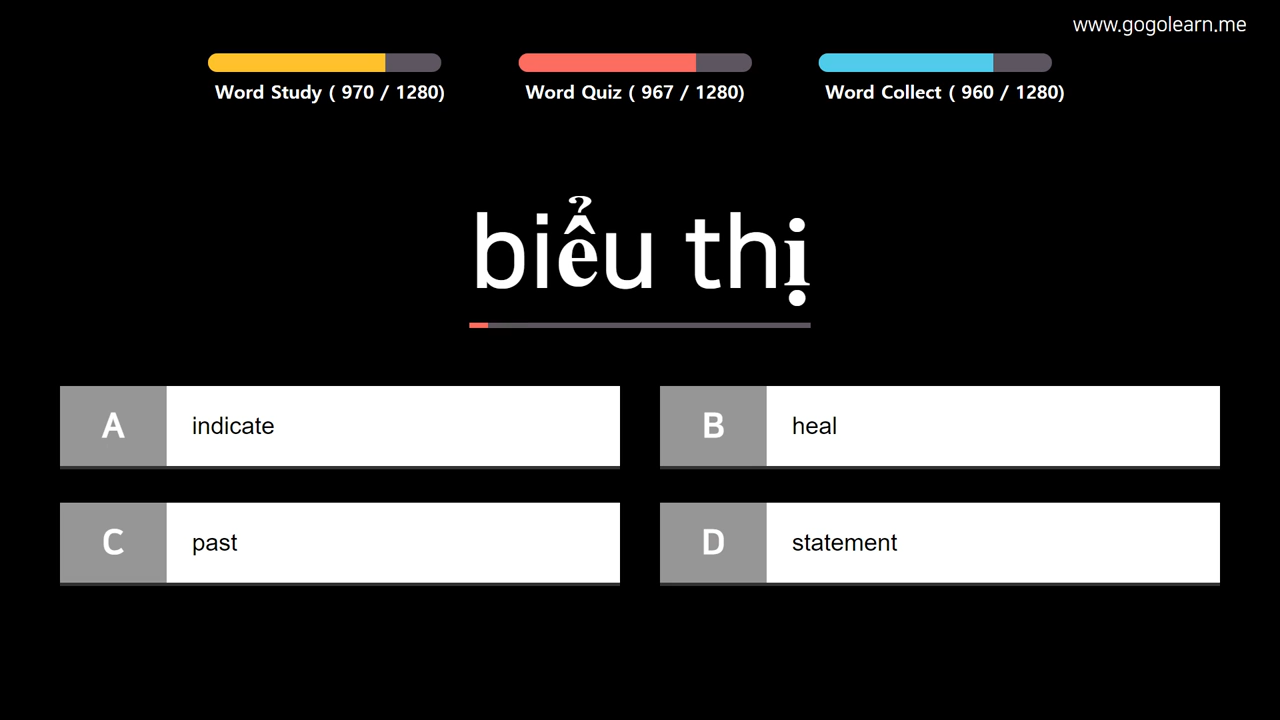 www.gogolearn.me
Word Study ( 970 / 1280)
Word Quiz ( 967 / 1280)
Word Collect ( 960 / 1280)
biểu thị
A indicate
B heal
C past
D statement